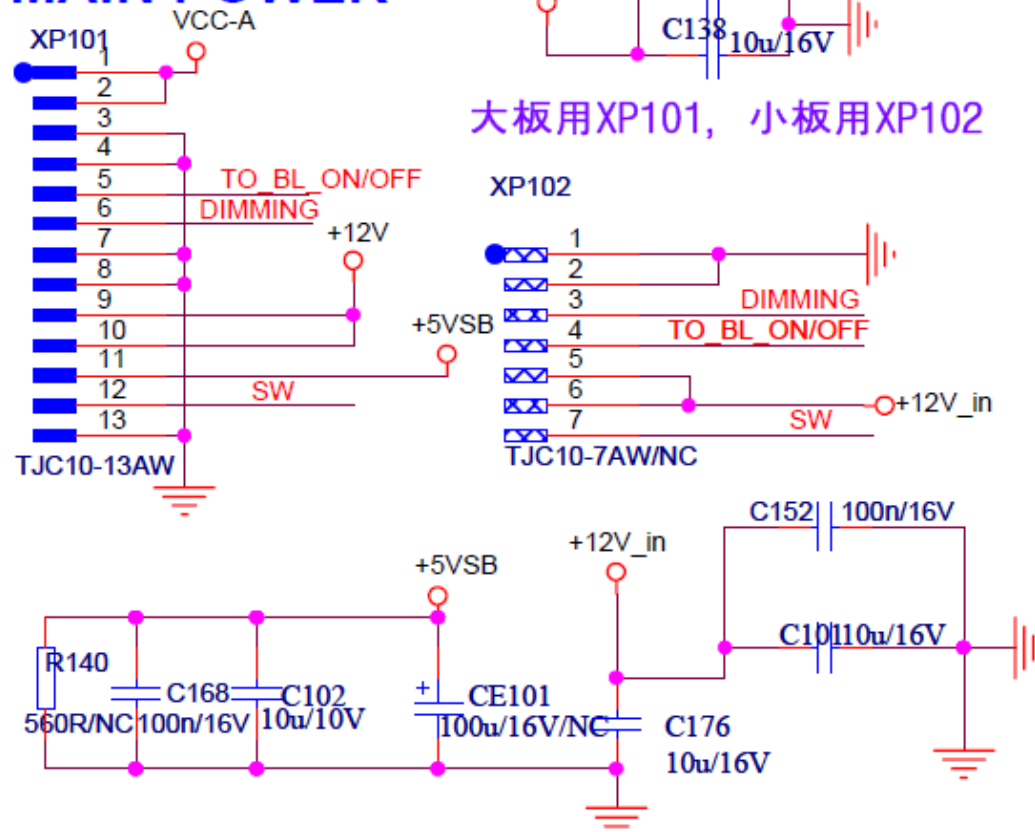 MAIN POWER
VCC-A
XP101
1
2
3
4
5
6
7
8
9
10
11
12
13
TO_BL_ON/OFF
DIMMING
+12V
+5VSB
SW
TJC10-13AW
C138
10u/16V
大板用XP101, 小板用XP102
XP102
1
2
3
4
5
6
7
DIMMING
TO_BL_ON/OFF
+12V_in
SW
TJC10-7AW/NC
+5VSB
R140
560R/NC
C168
100n/16V
C102
10u/10V
CE101
100u/16V/NC
+12V_in
C176
10u/16V
C152
100n/16V
C101
10u/16V